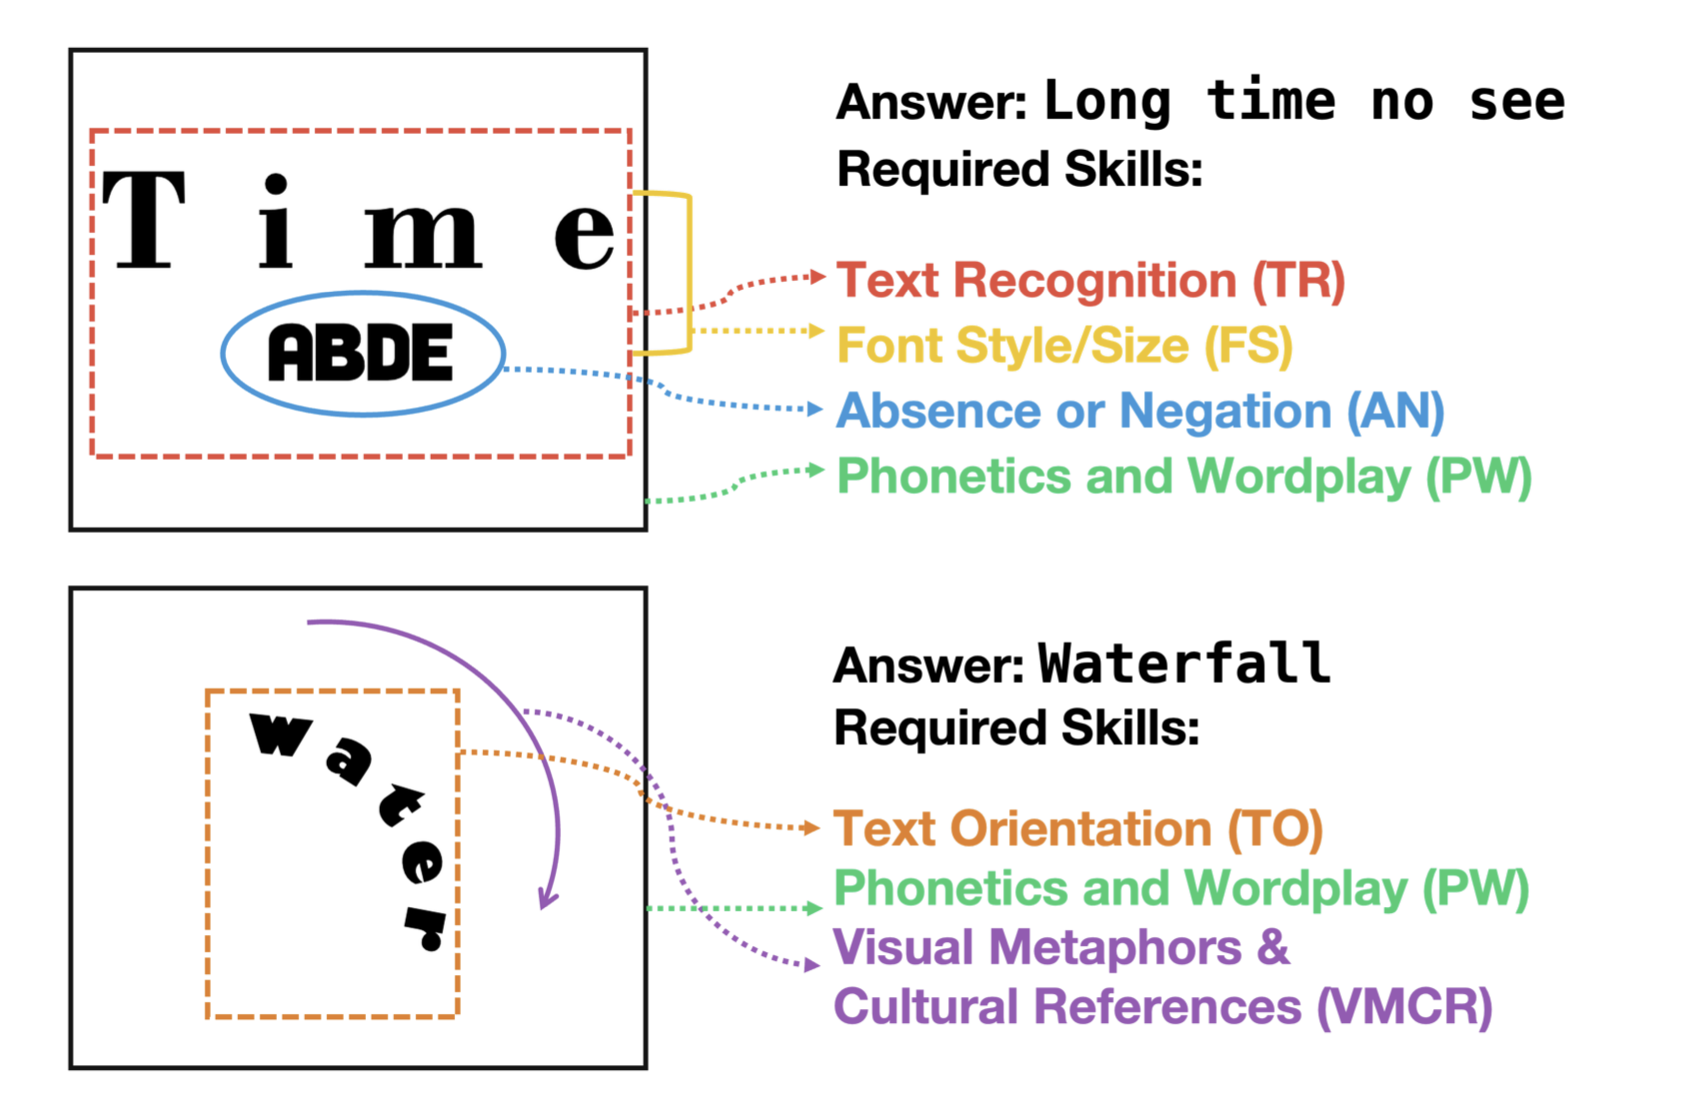 T i m e
ABDE
Answer: Long time no see
Required Skills:
Text Recognition (TR)
Font Style/Size (FS)
Absence or Negation (AN)
Phonetics and Wordplay (PW)
water
Answer: Waterfall
Required Skills:
Text Orientation (TO)
Phonetics and Wordplay (PW)
Visual Metaphors &
Cultural References (VMCR)